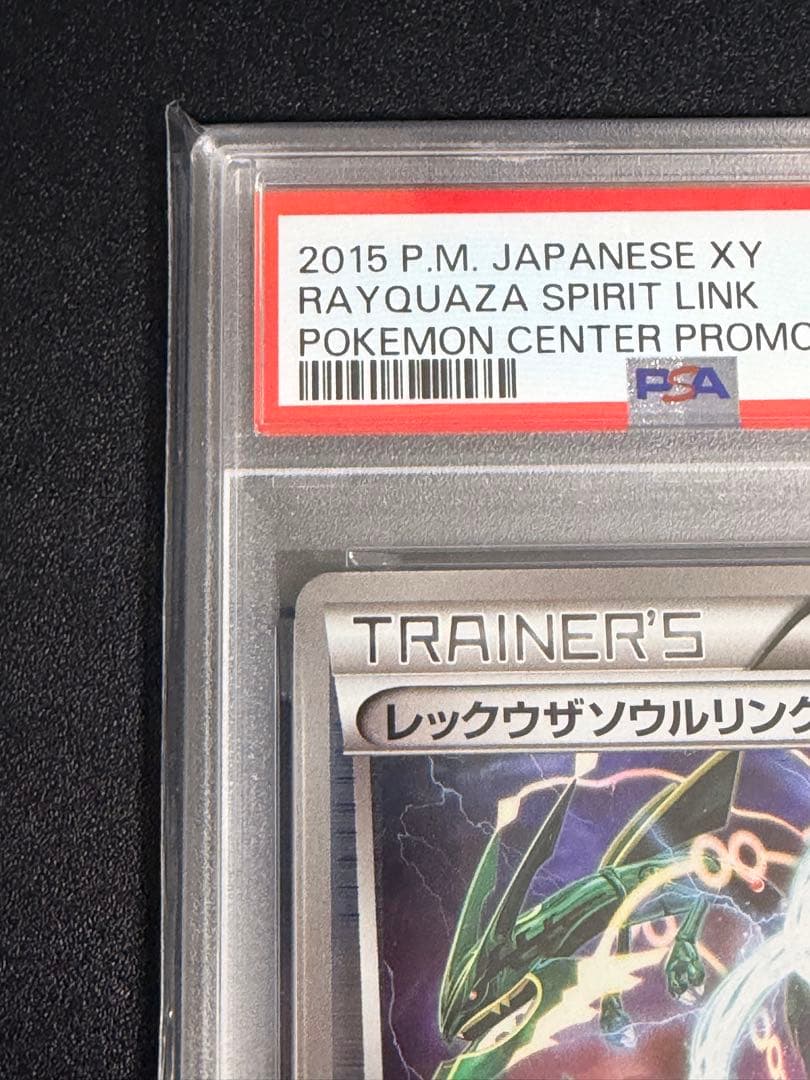 2015 P.M. JAPANESE XY
RAYQUAZA SPIRIT LINK
POKEMON CENTER PROMO
PSA
TRAINER'S
レックウザソウルリンク